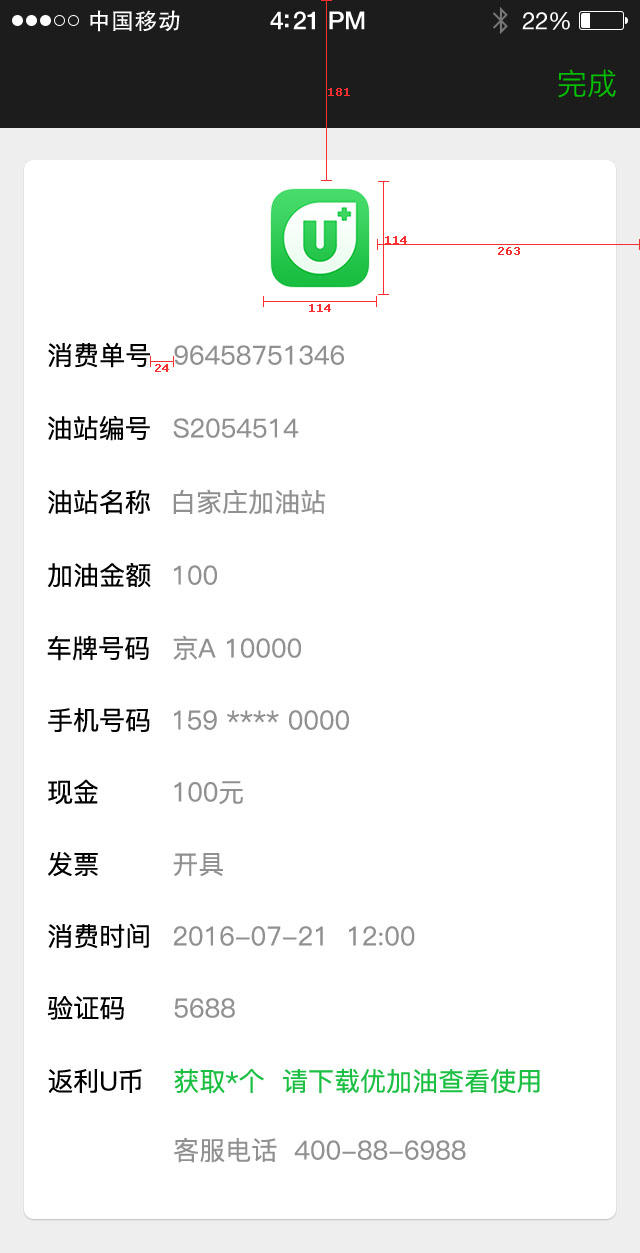 中国移动 4:21 PM 22%
完成
181
U+
114
263
114
消费单号 96458751346
24
油站编号 S2054514
油站名称 白家庄加油站
加油金额 100
车牌号码 京A 10000
手机号码 159 **** 0000
现金 100元
发票 开具
消费时间 2016-07-21 12:00
验证码 5688
返利U币 获取*个 请下载优加油查看使用
客服电话 400-88-6988